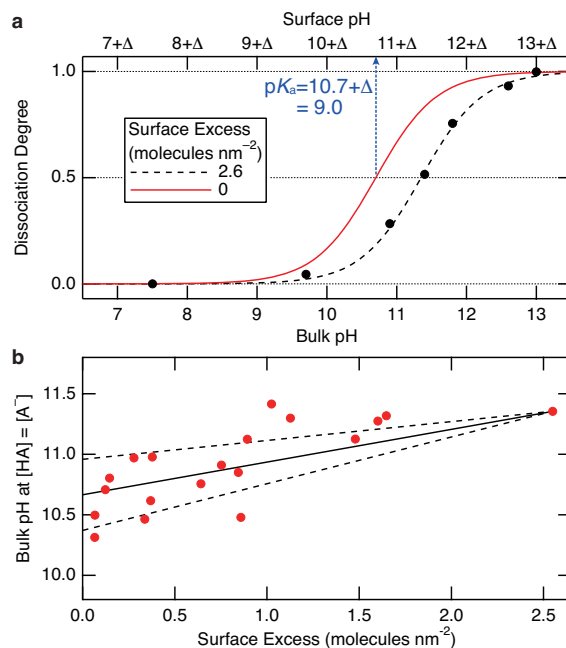 a
Surface pH
7+Δ 8+Δ 9+Δ 10+Δ 11+Δ 12+Δ 13+Δ
1.0
0.5
0.0
Dissociation Degree
pKa=10.7+Δ
= 9.0
Surface Excess
(molecules nm−2)
2.6
0
7 8 9 10 11 12 13
Bulk pH
b
11.5
11.0
10.5
10.0
Bulk pH at [HA] = [A−]
0.0 0.5 1.0 1.5 2.0 2.5
Surface Excess (molecules nm-2)